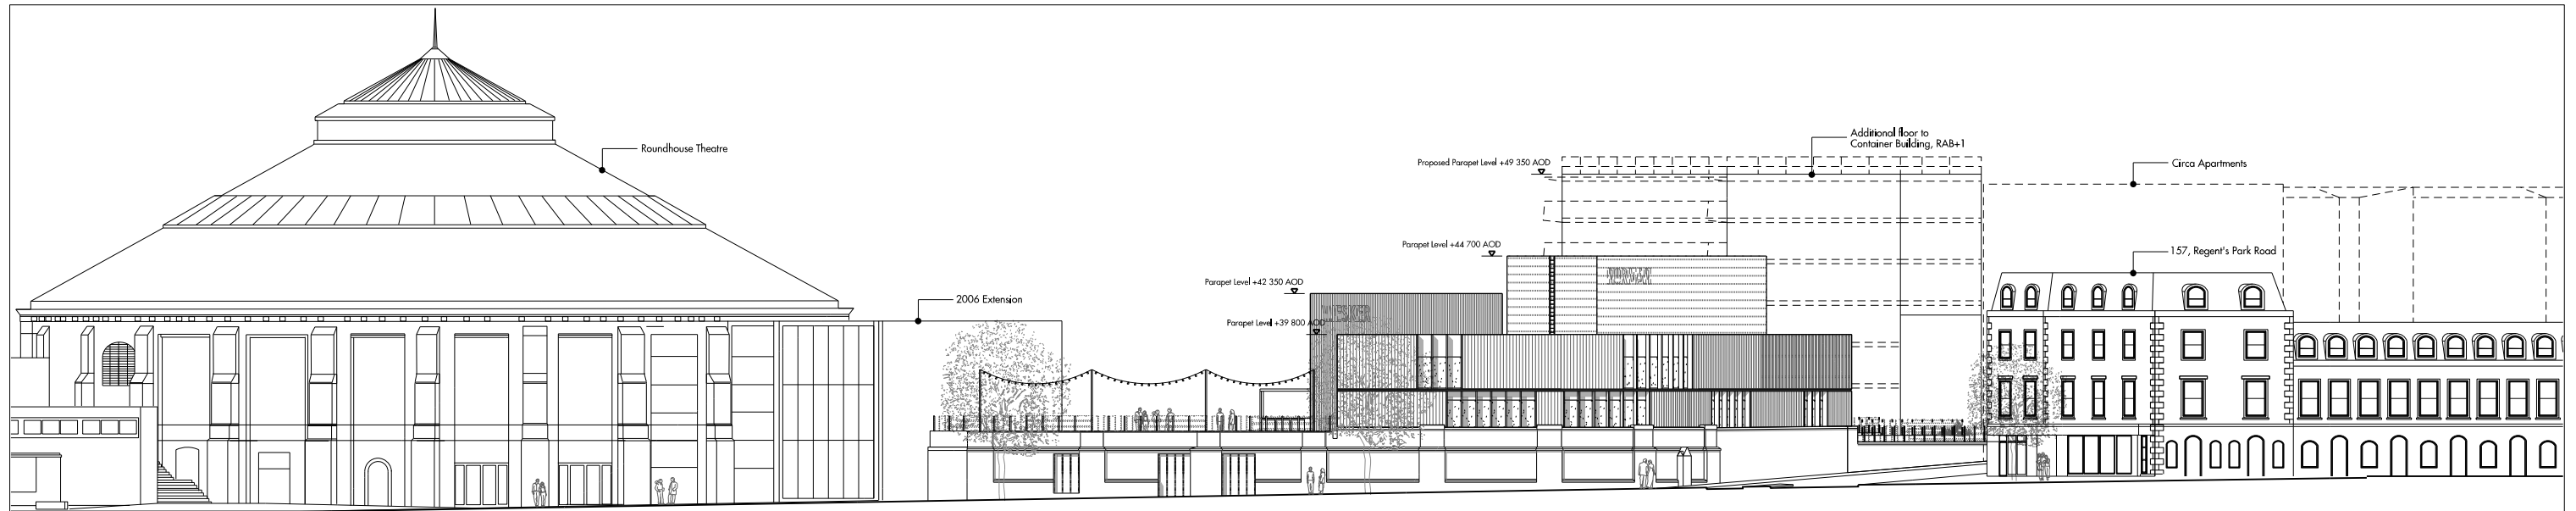 Roundhouse Theatre
2006 Extension
Parapet Level +42 350 AOD
Parapet Level +39 800 AOD
Parapet Level +44 700 AOD
Proposed Parapet Level +49 350 AOD
Additional floor to
Container Building, RAB+1
Circa Apartments
157, Regent's Park Road